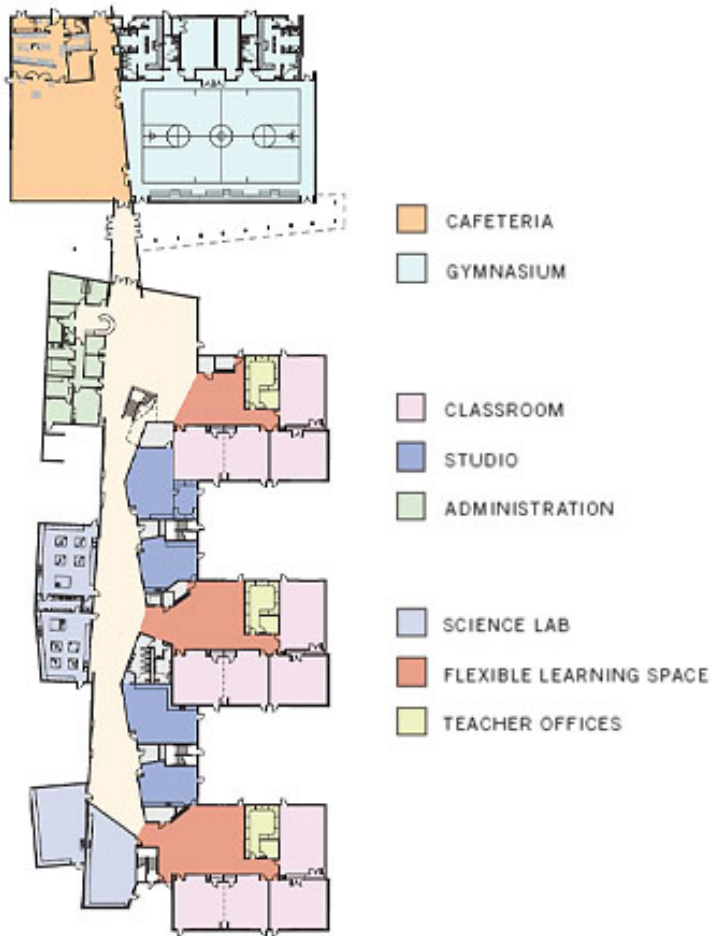 CAFETERIA
GYMNASIUM
CLASSROOM
STUDIO
ADMINISTRATION
SCIENCE LAB
FLEXIBLE LEARNING SPACE
TEACHER OFFICES